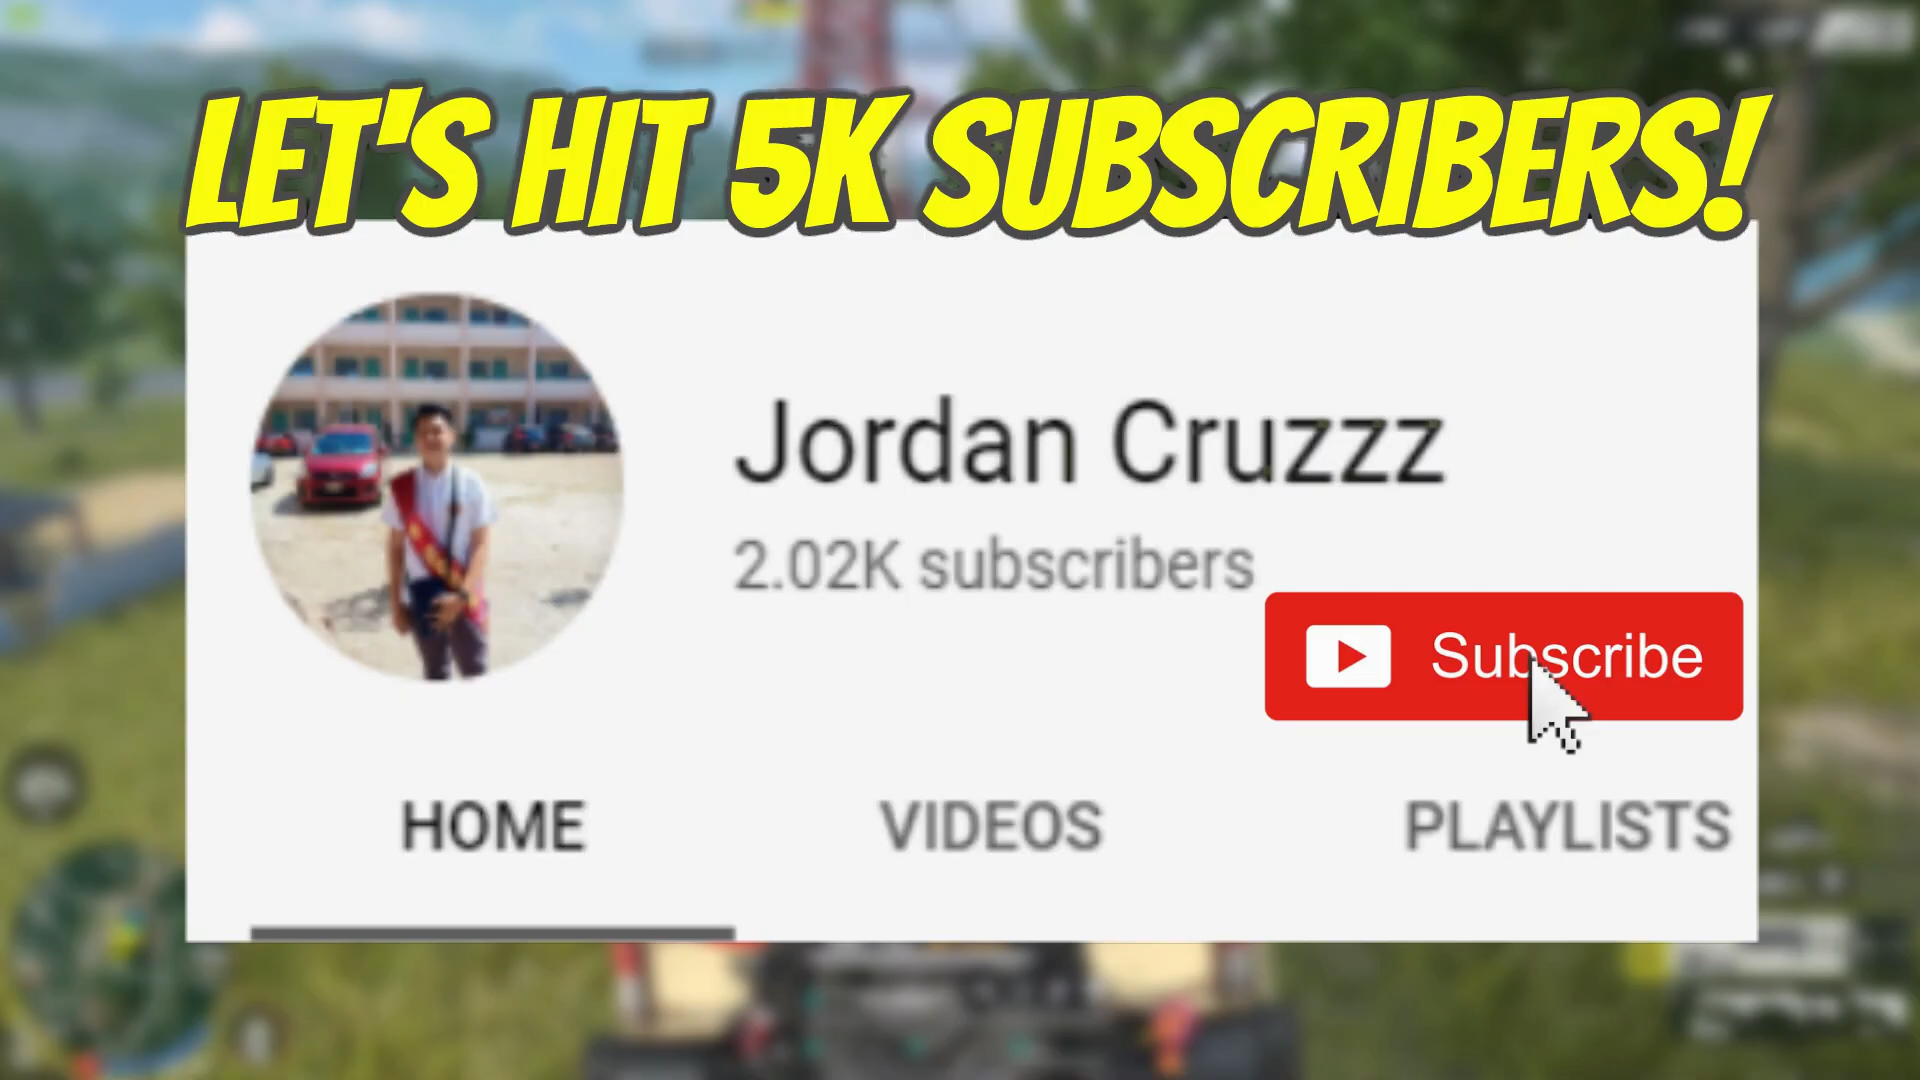 LET'S HIT 5K SUBSCRIBERS!
Jordan Cruzzz
2.02K subscribers
Subscribe
HOME VIDEOS PLAYLISTS